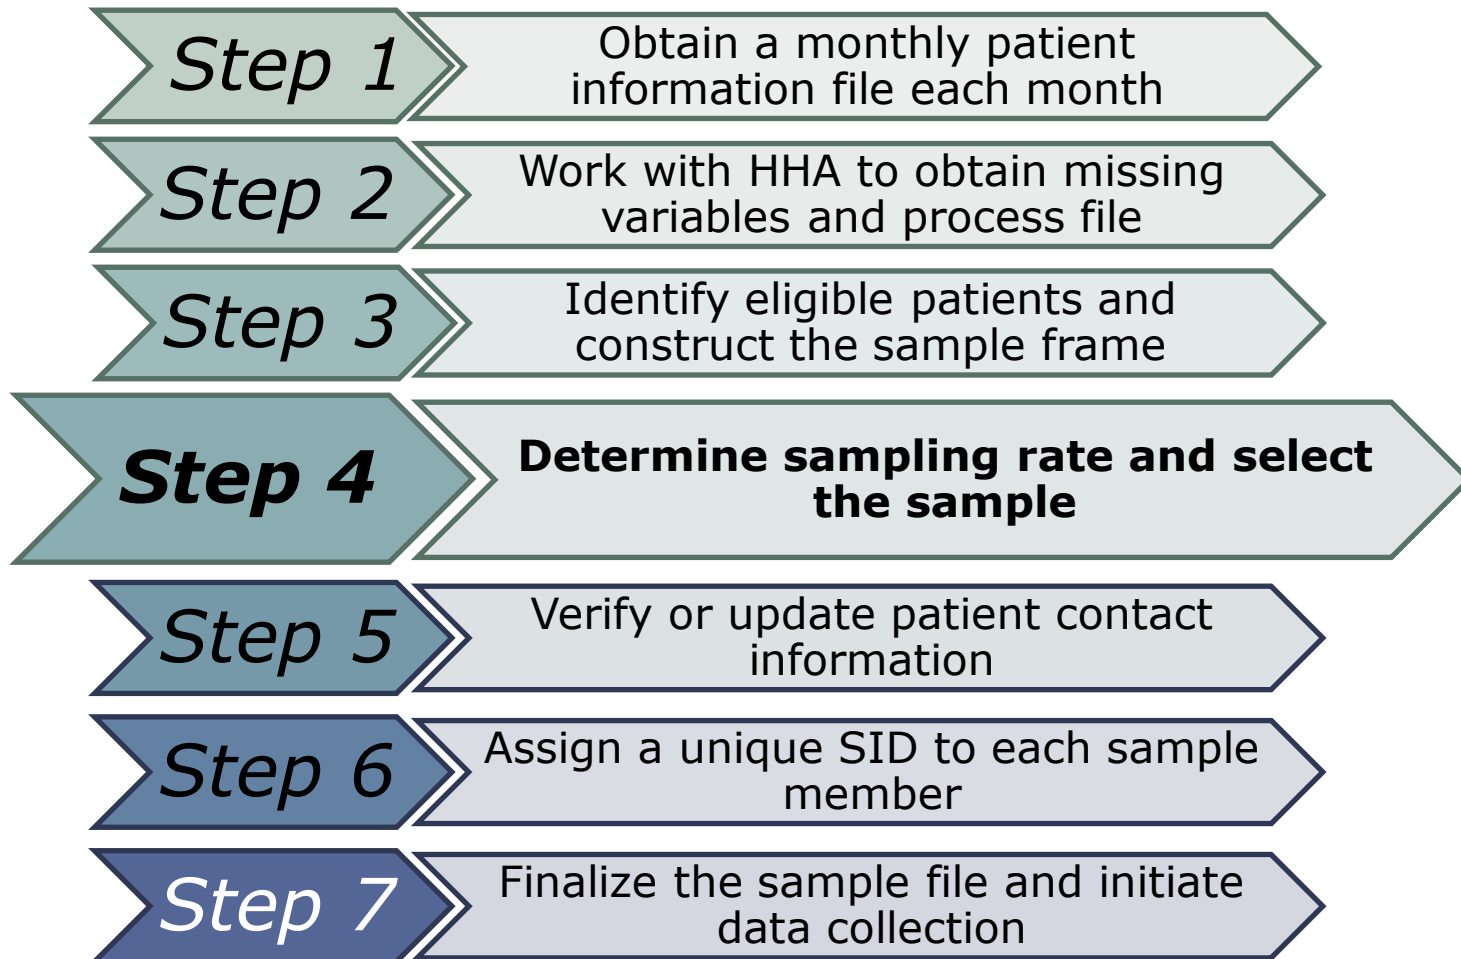 Step 1
Obtain a monthly patient
information file each month
Step 2
Work with HHA to obtain missing
variables and process file
Step 3
Identify eligible patients and
construct the sample frame
Step 4
Determine sampling rate and select
the sample
Step 5
Verify or update patient contact
information
Step 6
Assign a unique SID to each sample
member
Step 7
Finalize the sample file and initiate
data collection